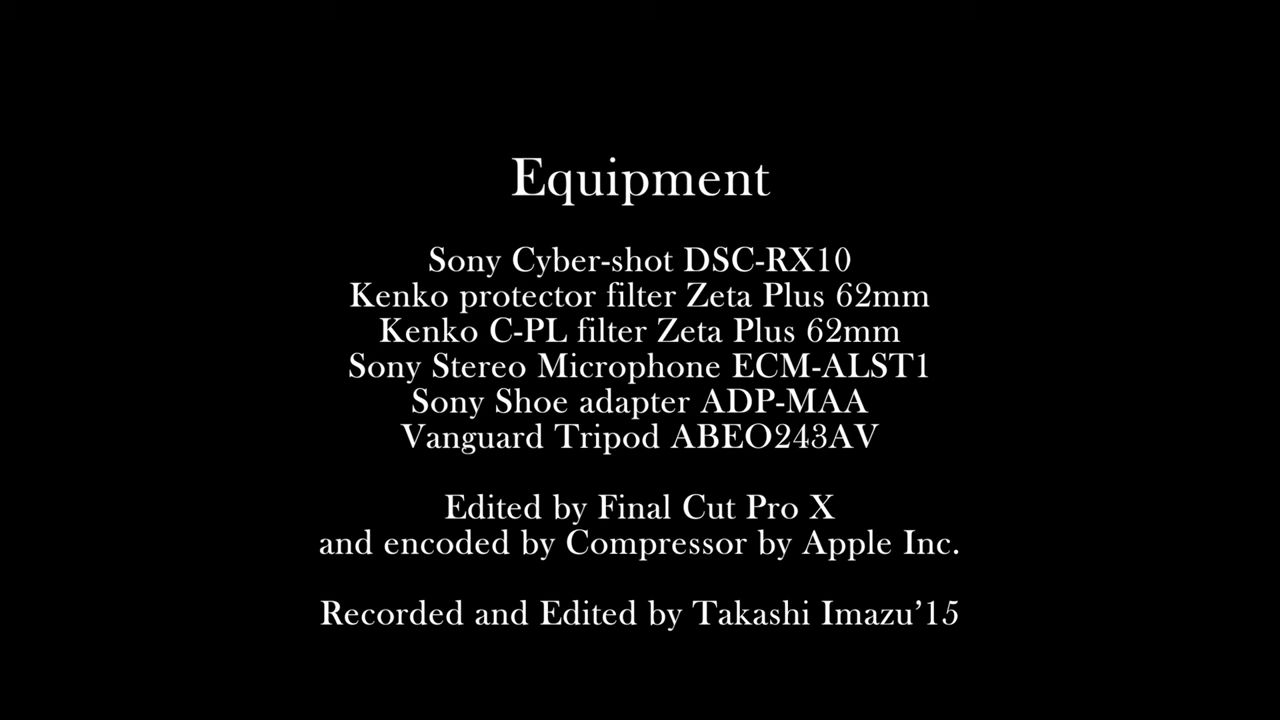 Equipment
Sony Cyber-shot DSC-RX10
Kenko protector filter Zeta Plus 62mm
Kenko C-PL filter Zeta Plus 62mm
Sony Stereo Microphone ECM-ALST1
Sony Shoe adapter ADP-MAA
Vanguard Tripod ABEO243AV
Edited by Final Cut Pro X
and encoded by Compressor by Apple Inc.
Recorded and Edited by Takashi Imazu’15